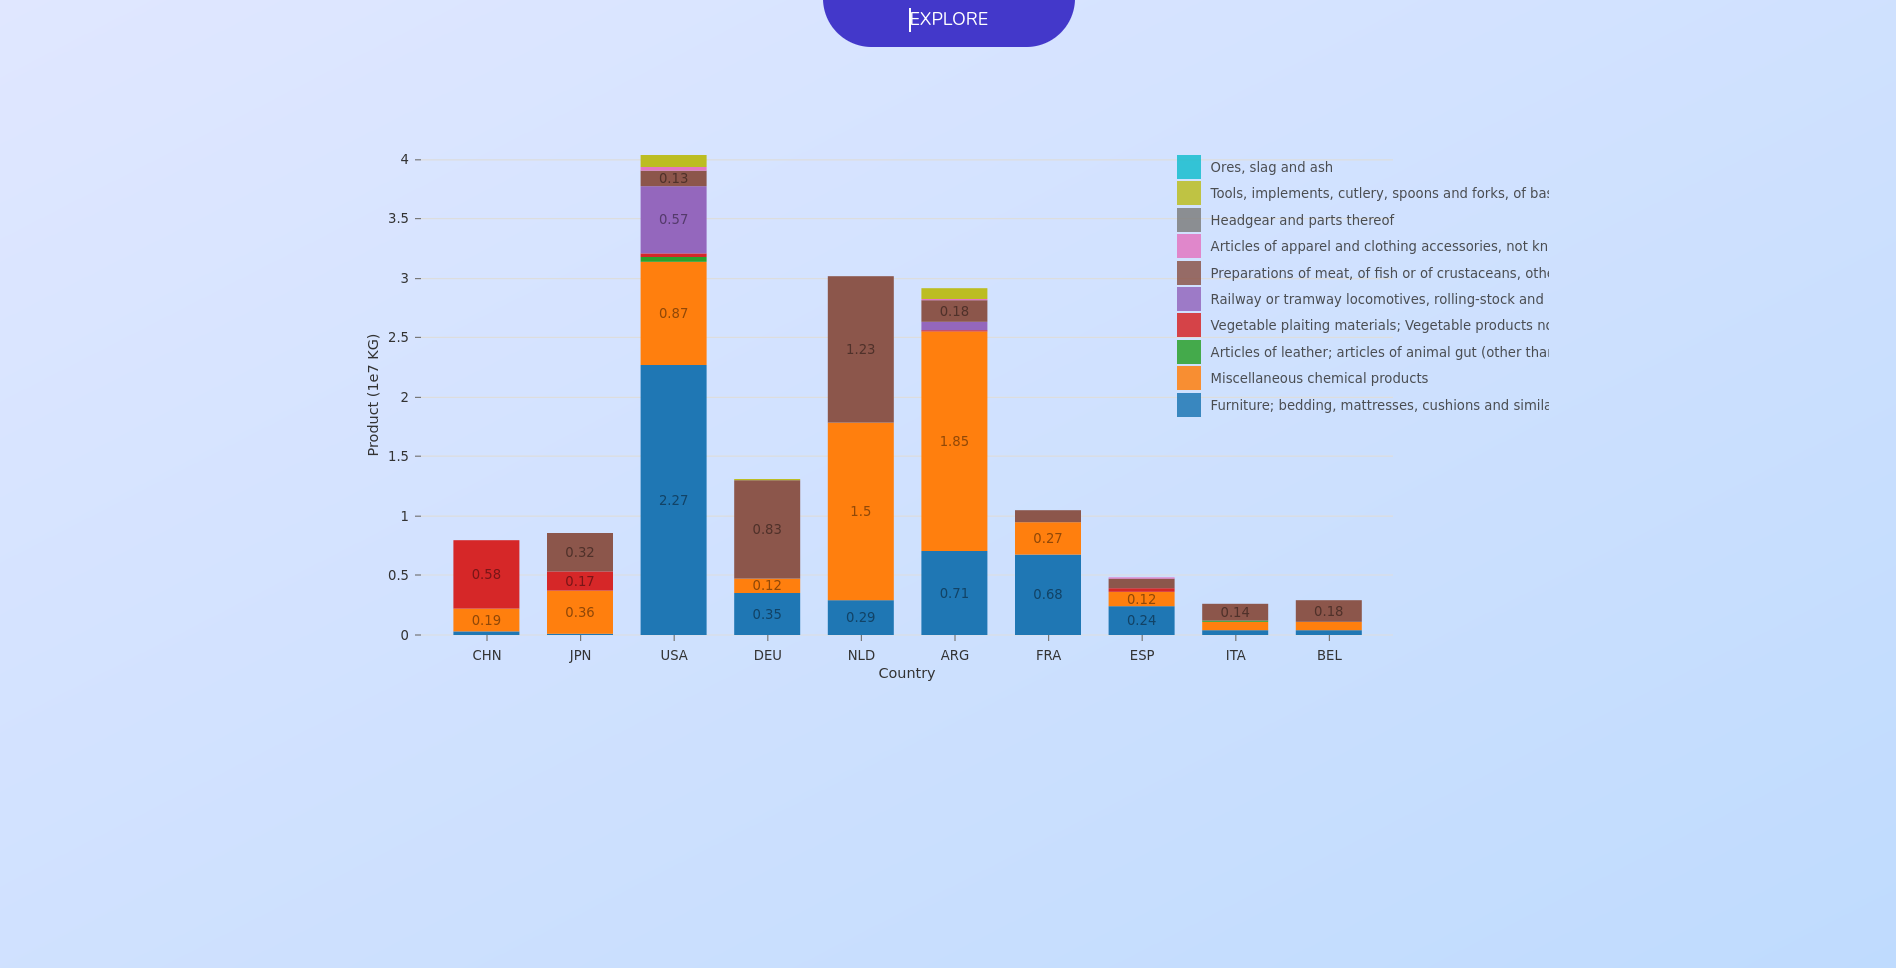 EXPLORE
4
3.5
3
2.5
2
1.5
1
0.5
0
Product (1e7 KG)
0.58
0.19
0.32
0.17
0.36
0.13
0.57
0.87
2.27
0.83
0.12
0.35
1.23
1.5
0.29
0.18
1.85
0.71
0.27
0.68
0.12
0.24
0.14
0.18
CHN JPN USA DEU NLD ARG FRA ESP ITA BEL
Country
Ores, slag and ash
Tools, implements, cutlery, spoons and forks, of bas
Headgear and parts thereof
Articles of apparel and clothing accessories, not kn
Preparations of meat, of fish or of crustaceans, othe
Railway or tramway locomotives, rolling-stock and
Vegetable plaiting materials; Vegetable products no
Articles of leather; articles of animal gut (other than
Miscellaneous chemical products
Furniture; bedding, mattresses, cushions and simila